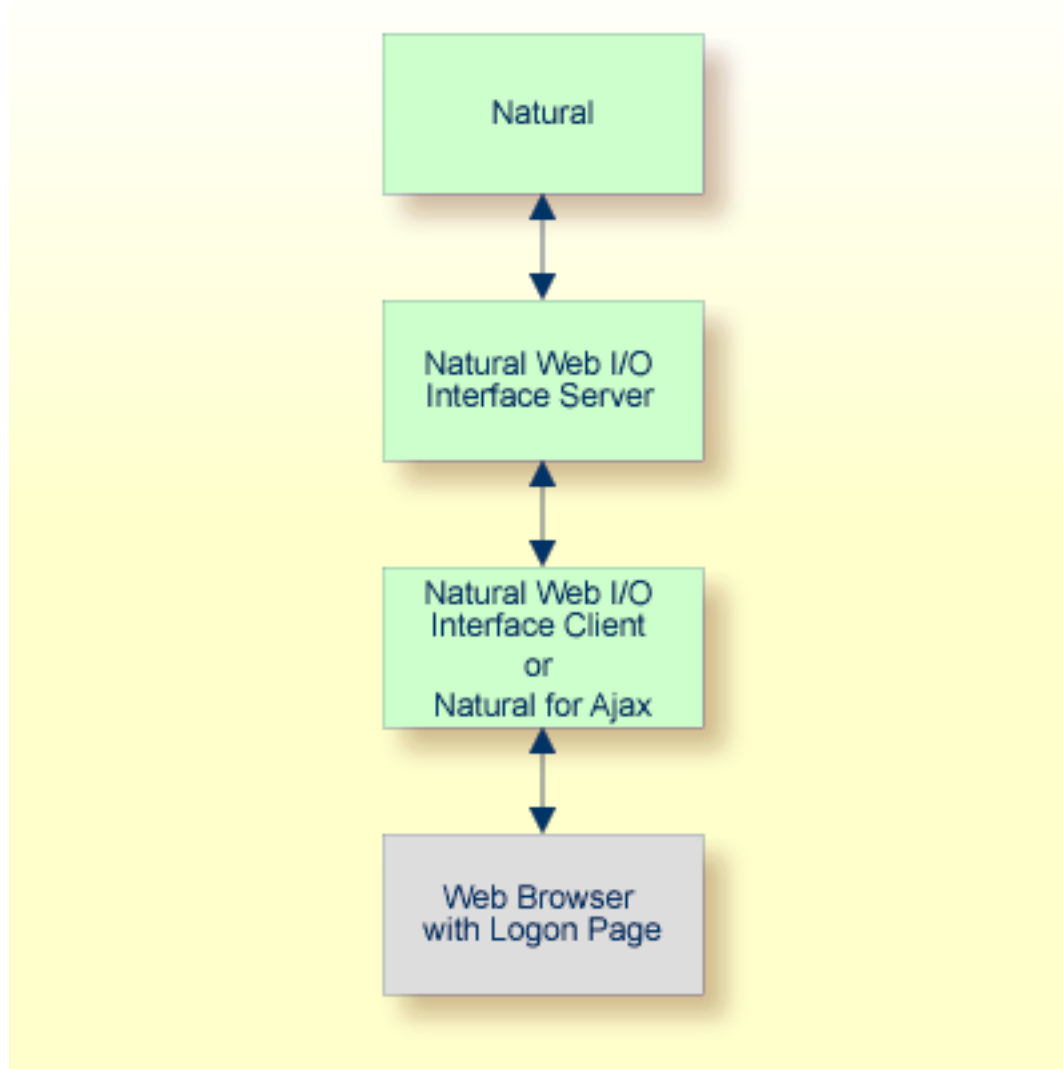 Natural
Natural Web I/O
Interface Server
Natural Web I/O
Interface Client
or
Natural for Ajax
Web Browser
with Logon Page